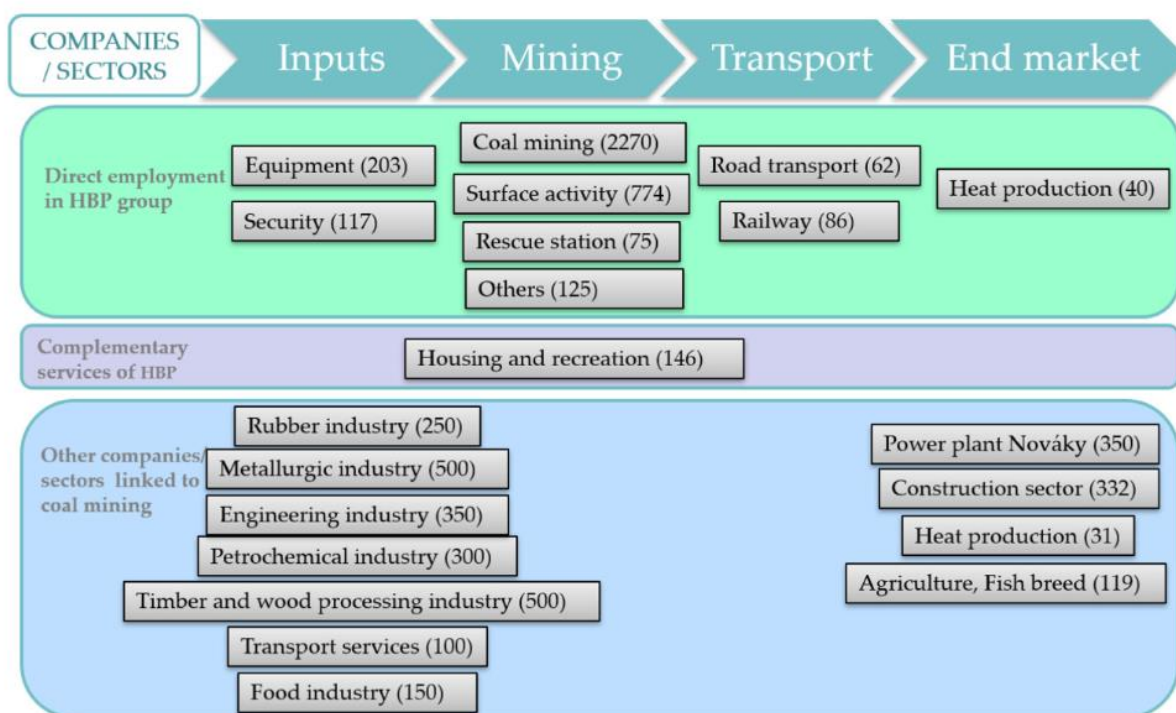 COMPANIES
/ SECTORS
Inputs
Mining
Transport
End market
Direct employment
in HBP group
Equipment (203)
Security (117)
Coal mining (2270)
Surface activity (774)
Rescue station (75)
Others (125)
Road transport (62)
Railway (86)
Heat production (40)
Complementary
services of HBP
Housing and recreation (146)
Other companies/
sectors linked to
coal mining
Rubber industry (250)
Metallurgic industry (500)
Engineering industry (350)
Petrochemical industry (300)
Timber and wood processing industry (500)
Transport services (100)
Food industry (150)
Power plant Nováky (350)
Construction sector (332)
Heat production (31)
Agriculture, Fish breed (119)